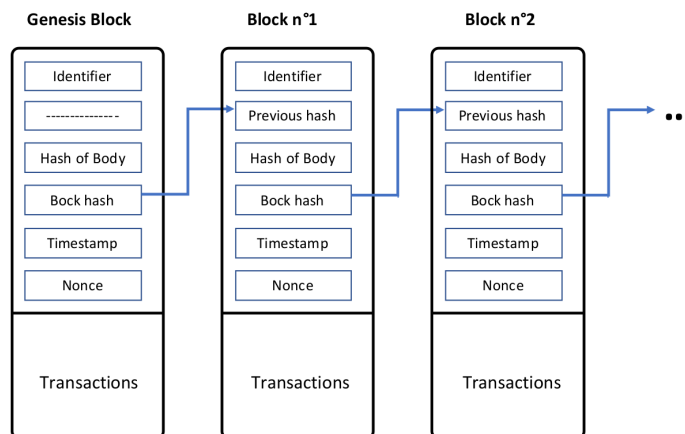 Genesis Block
Block n°1
Block n°2
Identifier
---------------
Hash of Body
Bock hash
Timestamp
Nonce
Transactions
Identifier
Previous hash
Hash of Body
Bock hash
Timestamp
Nonce
Transactions
Identifier
Previous hash
Hash of Body
Bock hash
Timestamp
Nonce
Transactions
..